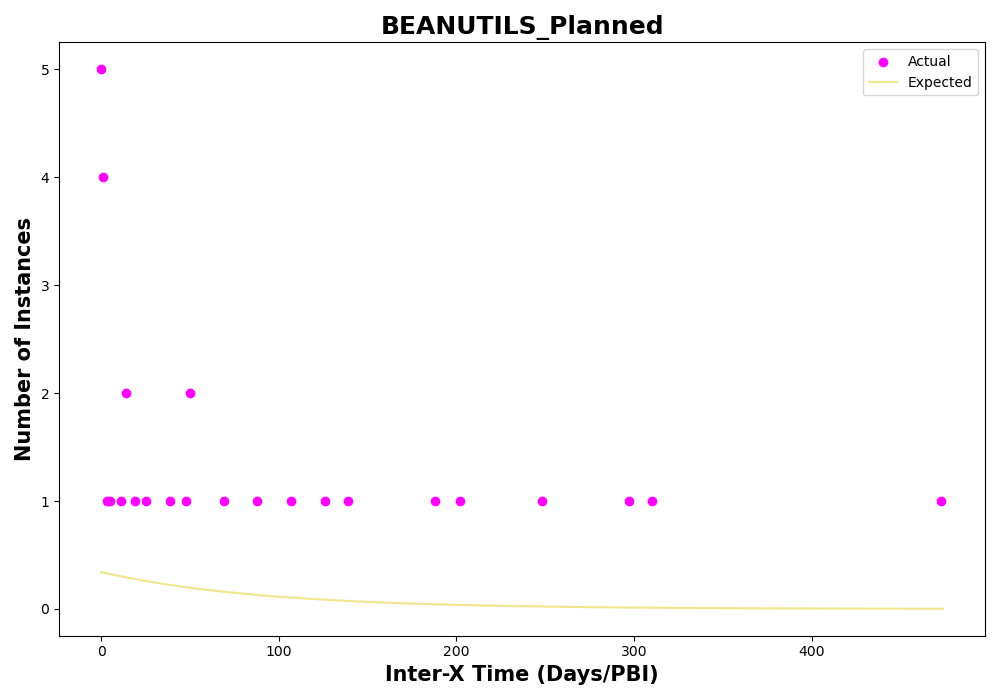 BEANUTILS_Planned
Actual
Expected
5
4
3
2
1
0
Number of Instances
0 100 200 300 400
Inter-X Time (Days/PBI)